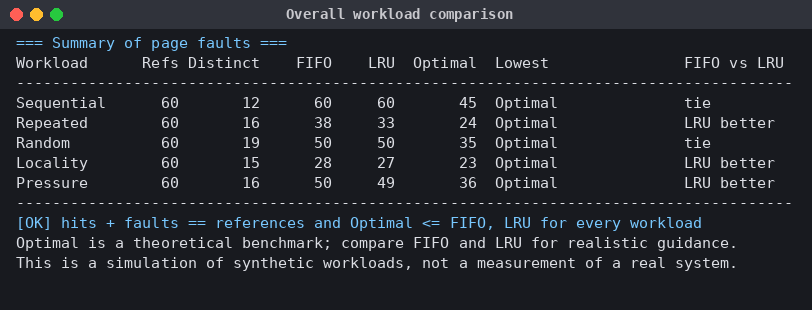 Overall workload comparison
=== Summary of page faults ===
Workload      Refs Distinct    FIFO    LRU  Optimal  Lowest               FIFO vs LRU
--------------------------------------------------------------------------------------
Sequential      60       12      60     60       45  Optimal              tie
Repeated        60       16      38     33       24  Optimal              LRU better
Random          60       19      50     50       35  Optimal              tie
Locality        60       15      28     27       23  Optimal              LRU better
Pressure        60       16      50     49       36  Optimal              LRU better
--------------------------------------------------------------------------------------
[OK] hits + faults == references and Optimal <= FIFO, LRU for every workload
Optimal is a theoretical benchmark; compare FIFO and LRU for realistic guidance.
This is a simulation of synthetic workloads, not a measurement of a real system.